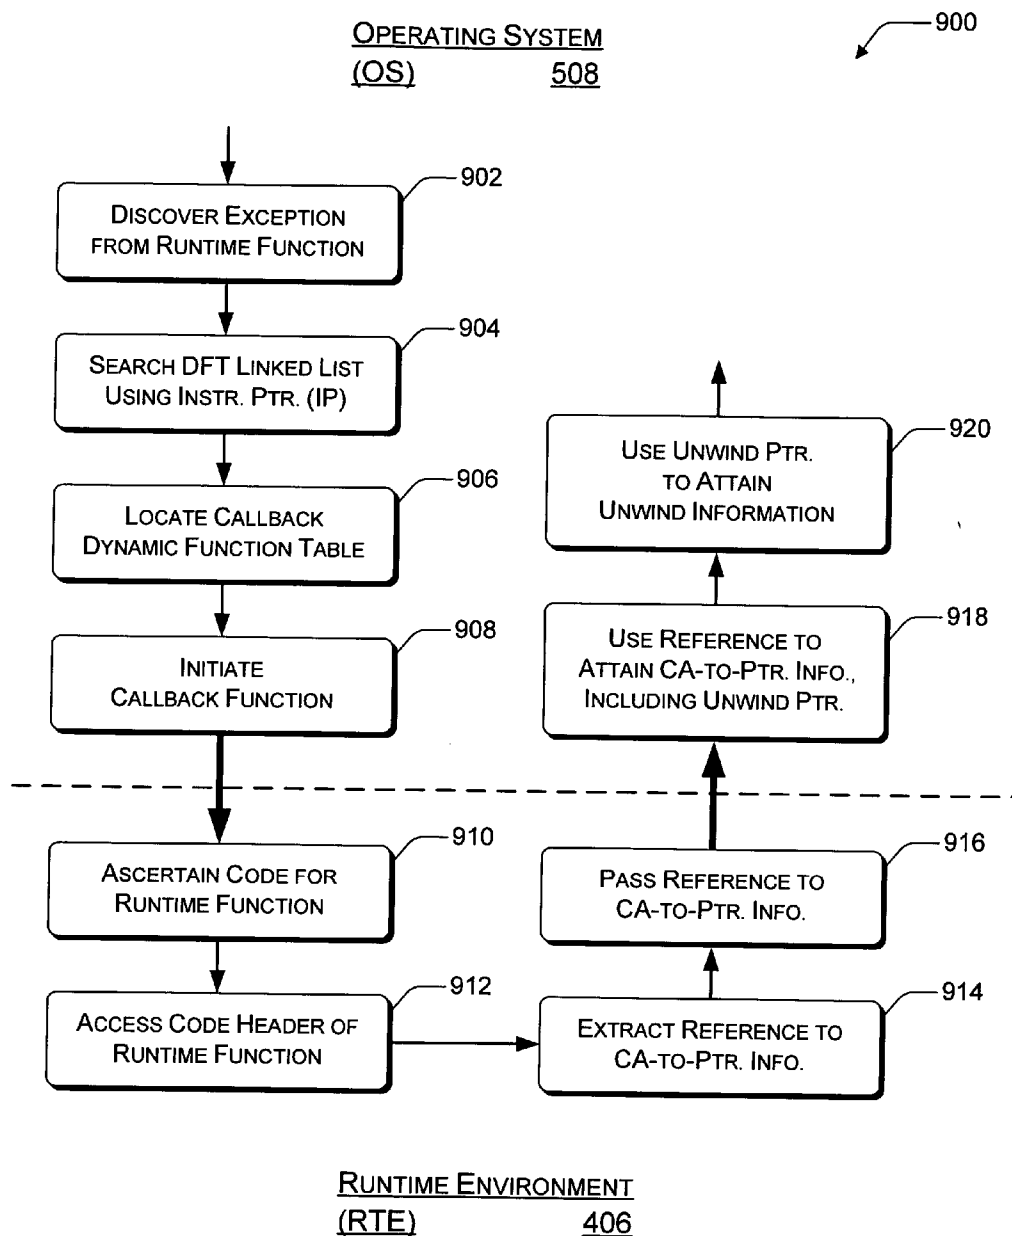 OPERATING SYSTEM
(OS) 508
900
902
DISCOVER EXCEPTION
FROM RUNTIME FUNCTION
904
SEARCH DFT LINKED LIST
USING INSTR. PTR. (IP)
906
LOCATE CALLBACK
DYNAMIC FUNCTION TABLE
908
INITIATE
CALLBACK FUNCTION
910
ASCERTAIN CODE FOR
RUNTIME FUNCTION
912
ACCESS CODE HEADER OF
RUNTIME FUNCTION
914
EXTRACT REFERENCE TO
CA-TO-PTR. INFO.
916
PASS REFERENCE TO
CA-TO-PTR. INFO.
918
USE REFERENCE TO
ATTAIN CA-TO-PTR. INFO.,
INCLUDING UNWIND PTR.
920
USE UNWIND PTR.
TO ATTAIN
UNWIND INFORMATION
RUNTIME ENVIRONMENT
(RTE) 406